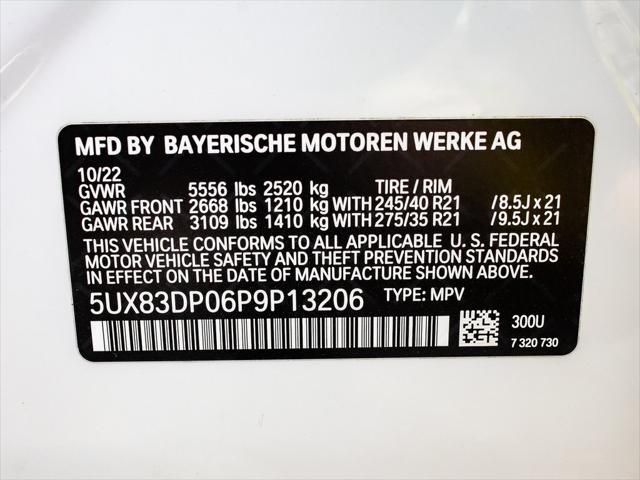 MFD BY BAYERISCHE MOTOREN WERKE AG
10/22
GVWR 5556 lbs 2520 kg TIRE / RIM
GAWR FRONT 2668 lbs 1210 kg WITH 245/40 R21 /8.5J x 21
GAWR REAR 3109 lbs 1410 kg WITH 275/35 R21 /9.5J x 21
THIS VEHICLE CONFORMS TO ALL APPLICABLE U. S. FEDERAL
MOTOR VEHICLE SAFETY AND THEFT PREVENTION STANDARDS
IN EFFECT ON THE DATE OF MANUFACTURE SHOWN ABOVE.
5UX83DP06P9P13206 TYPE: MPV
300U
7 320 730